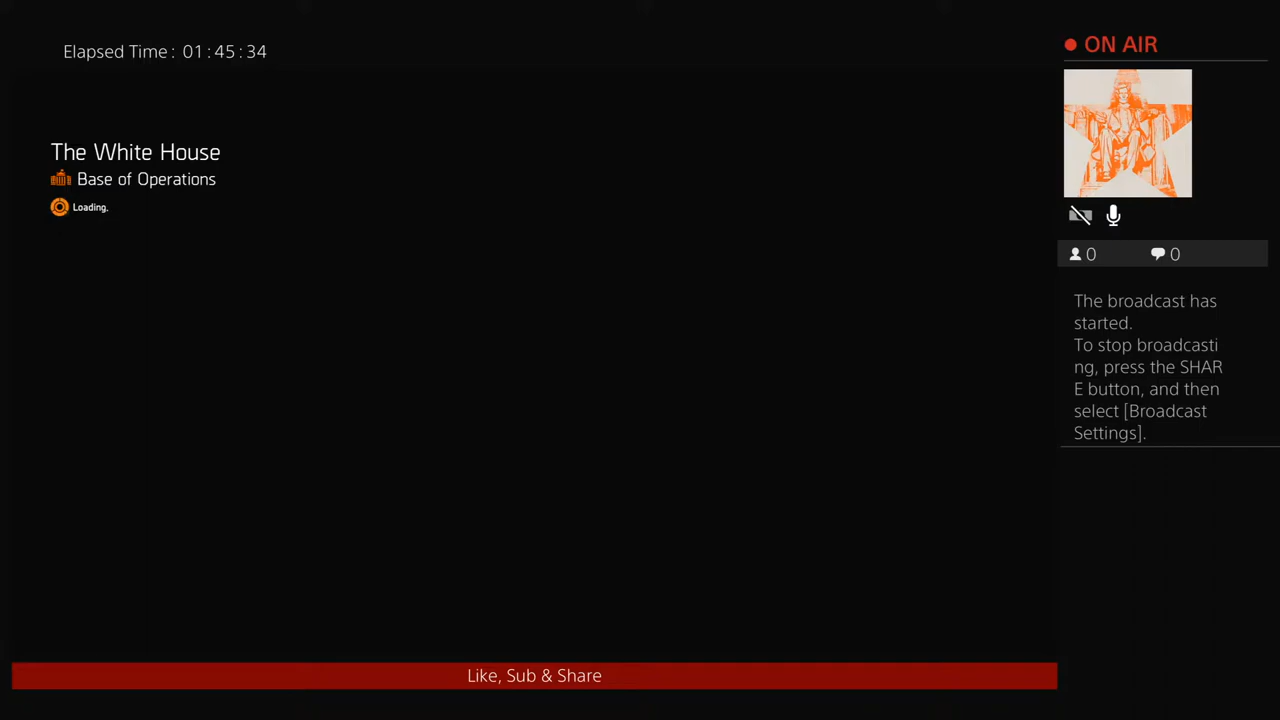 Elapsed Time: 01:45:34
The White House
Base of Operations
Loading.
ON AIR
0
0
The broadcast has
started.
To stop broadcasti
ng, press the SHAR
E button, and then
select [Broadcast
Settings].
Like, Sub & Share